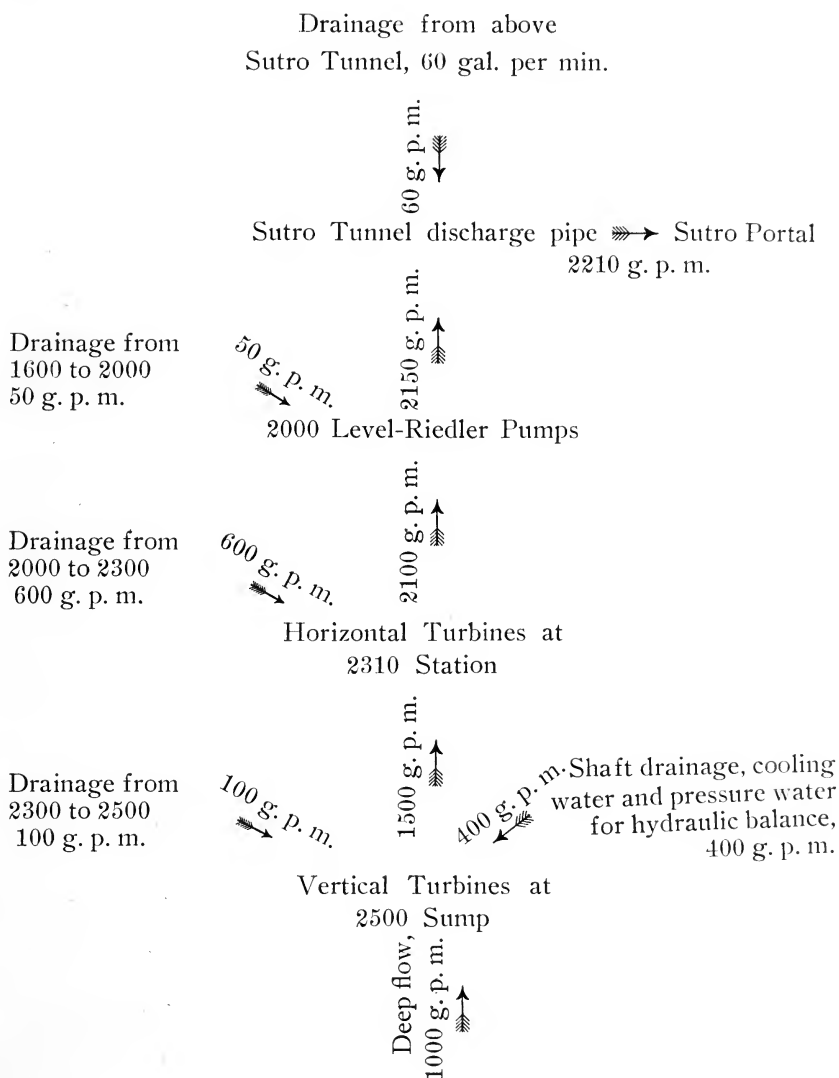 Drainage from above
Sutro Tunnel, 60 gal. per min.
60 g. p. m.
Sutro Tunnel discharge pipe Sutro Portal
2210 g. p. m.
2150 g. p. m.
Drainage from
1600 to 2000
50 g. p. m.
50 g. p. m.
2000 Level-Riedler Pumps
2100 g. p. m.
Drainage from
2000 to 2300
600 g. p. m.
600 g. p. m.
Horizontal Turbines at
2310 Station
1500 g. p. m.
Drainage from
2300 to 2500
100 g. p. m.
100 g. p. m.
400 g. p. m.
Shaft drainage, cooling
water and pressure water
for hydraulic balance,
400 g. p. m.
Vertical Turbines at
2500 Sump
Deep flow,
1000 g. p. m.